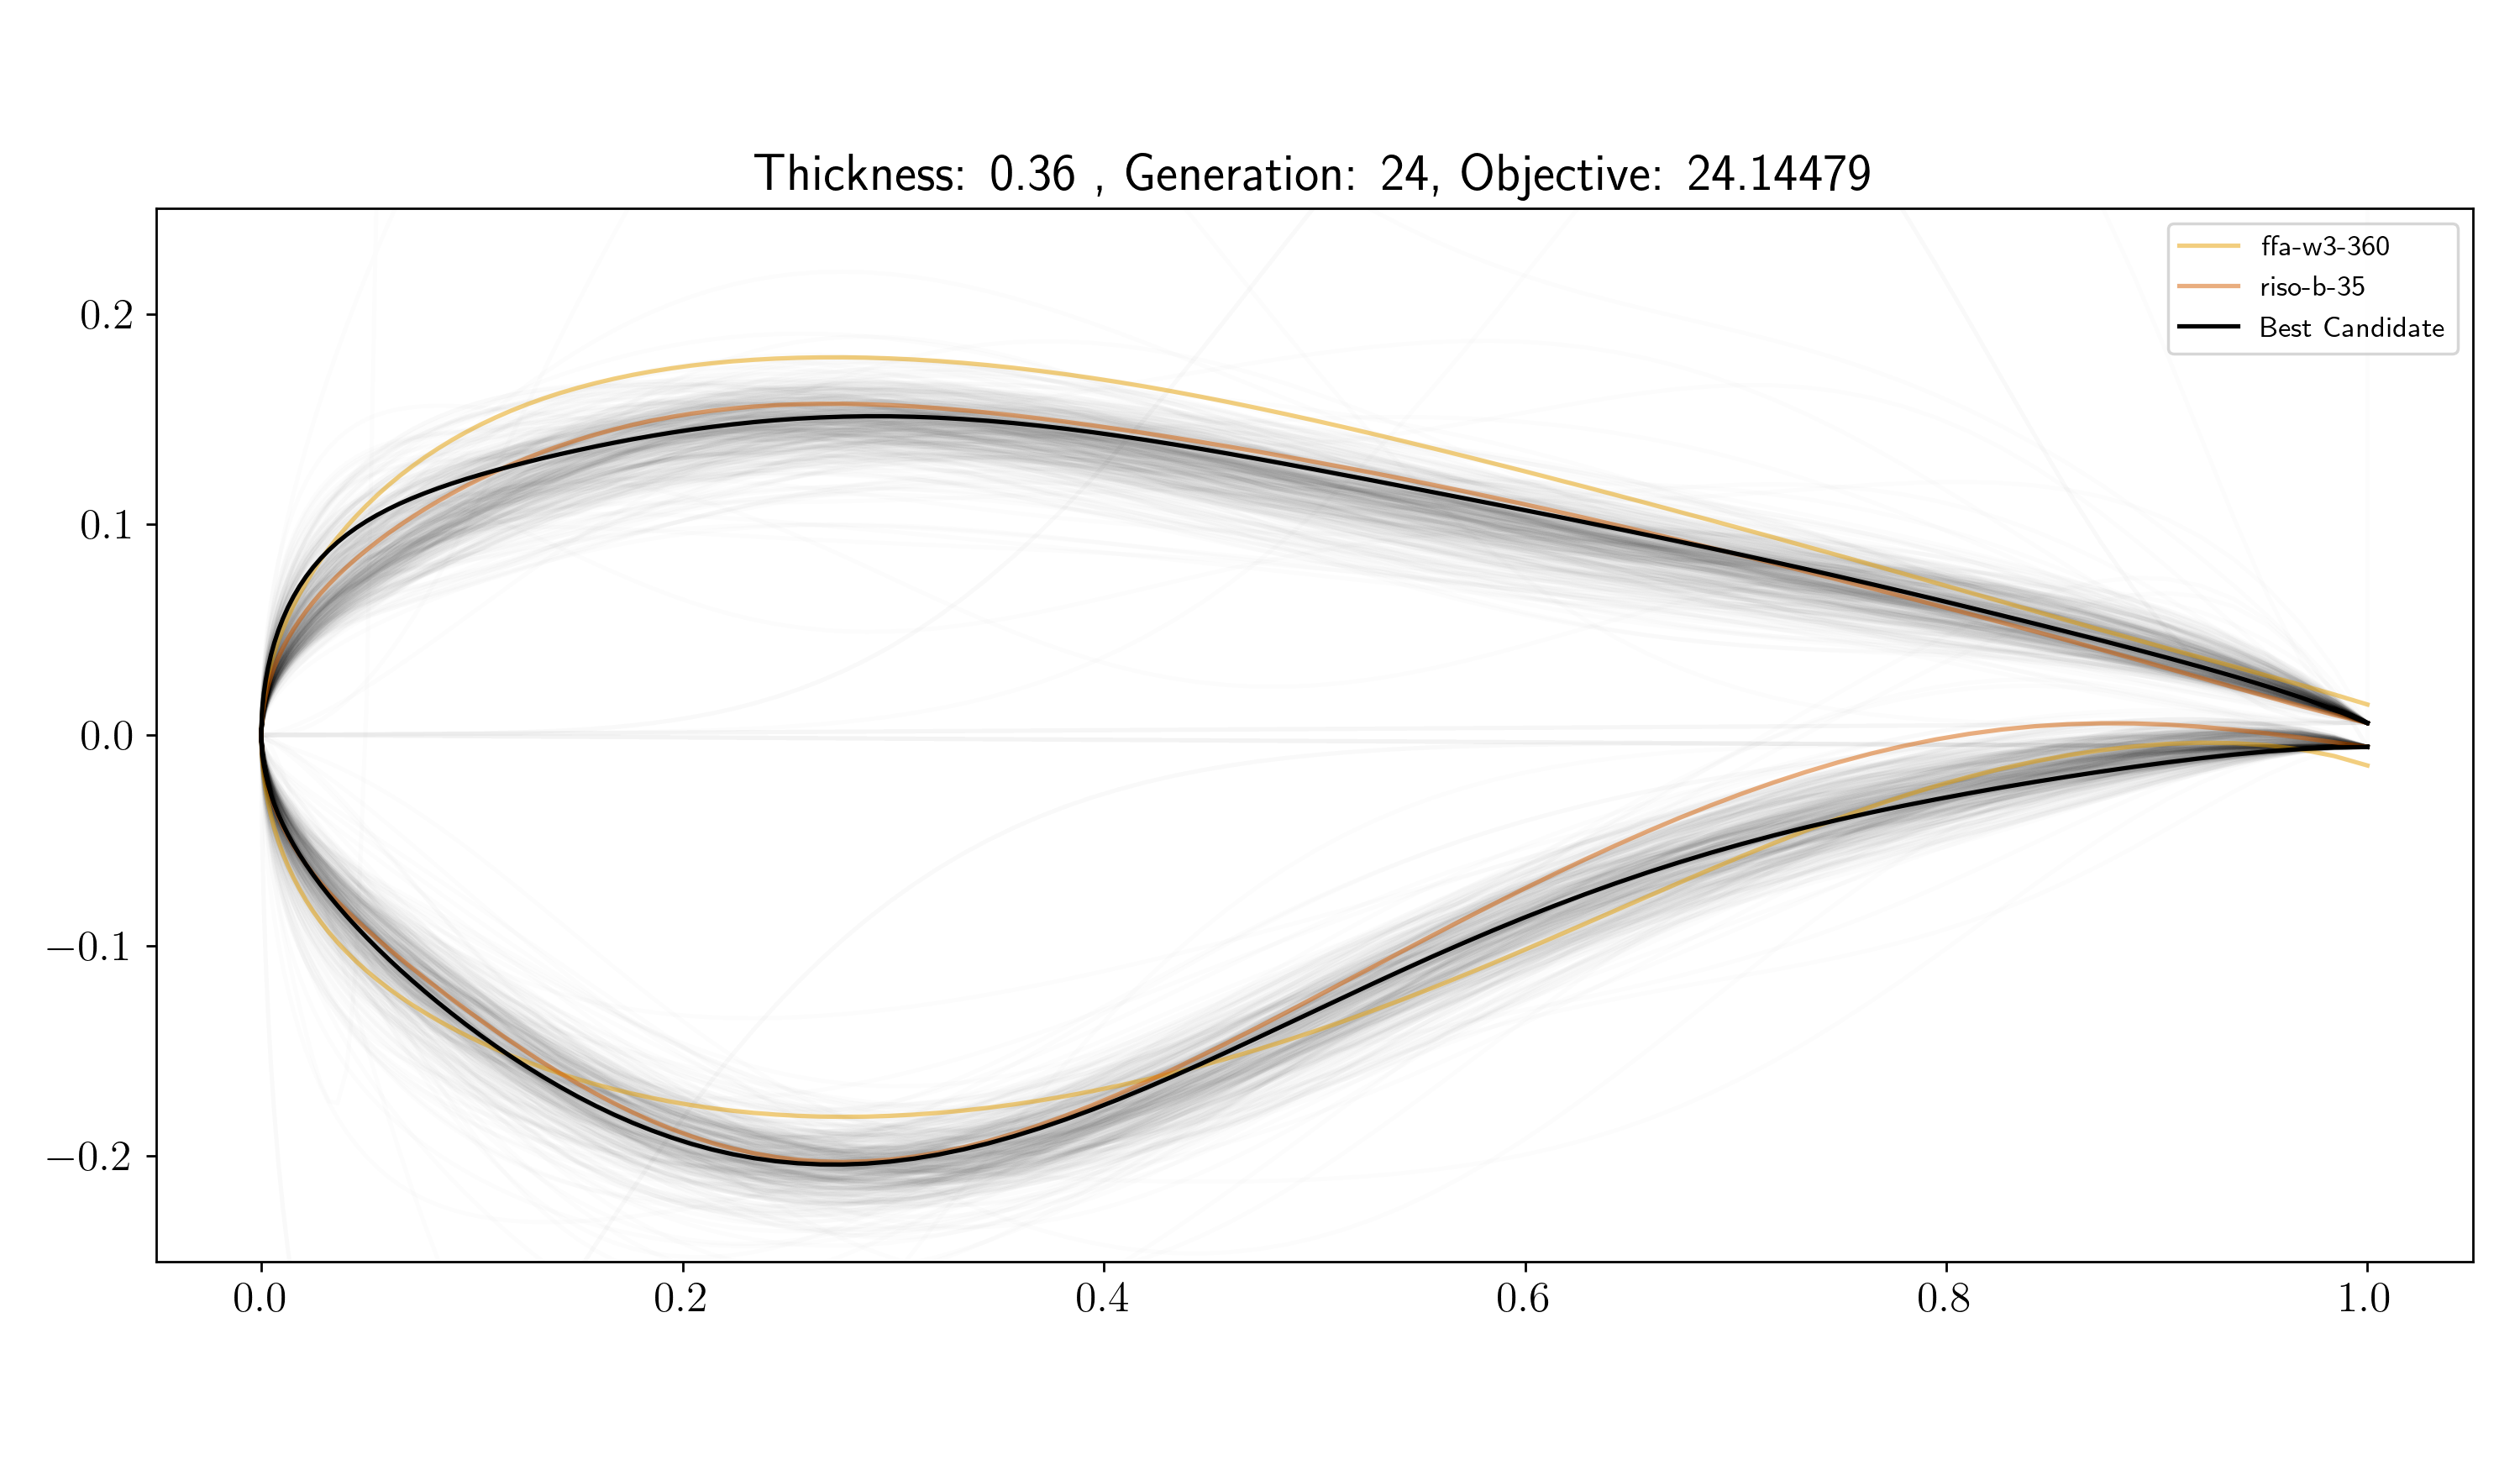 Thickness: 0.36 , Generation: 24, Objective: 24.14479
ffa-w3-360
riso-b-35
Best Candidate
0.2
0.1
0.0
−0.1
−0.2
0.0 0.2 0.4 0.6 0.8 1.0